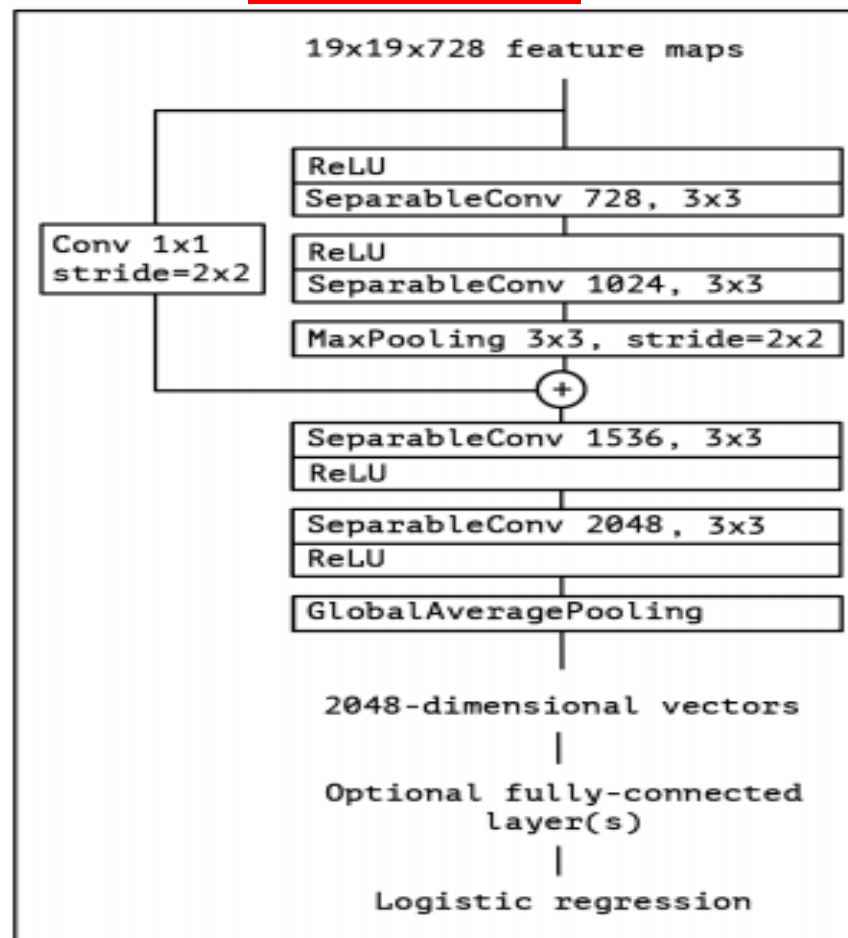 19x19x728 feature maps
ReLU
SeparableConv 728, 3x3
Conv 1x1
stride=2x2
ReLU
SeparableConv 1024, 3x3
MaxPooling 3x3, stride=2x2
+
SeparableConv 1536, 3x3
ReLU
SeparableConv 2048, 3x3
ReLU
GlobalAveragePooling
2048-dimensional vectors
Optional fully-connected
layer(s)
Logistic regression